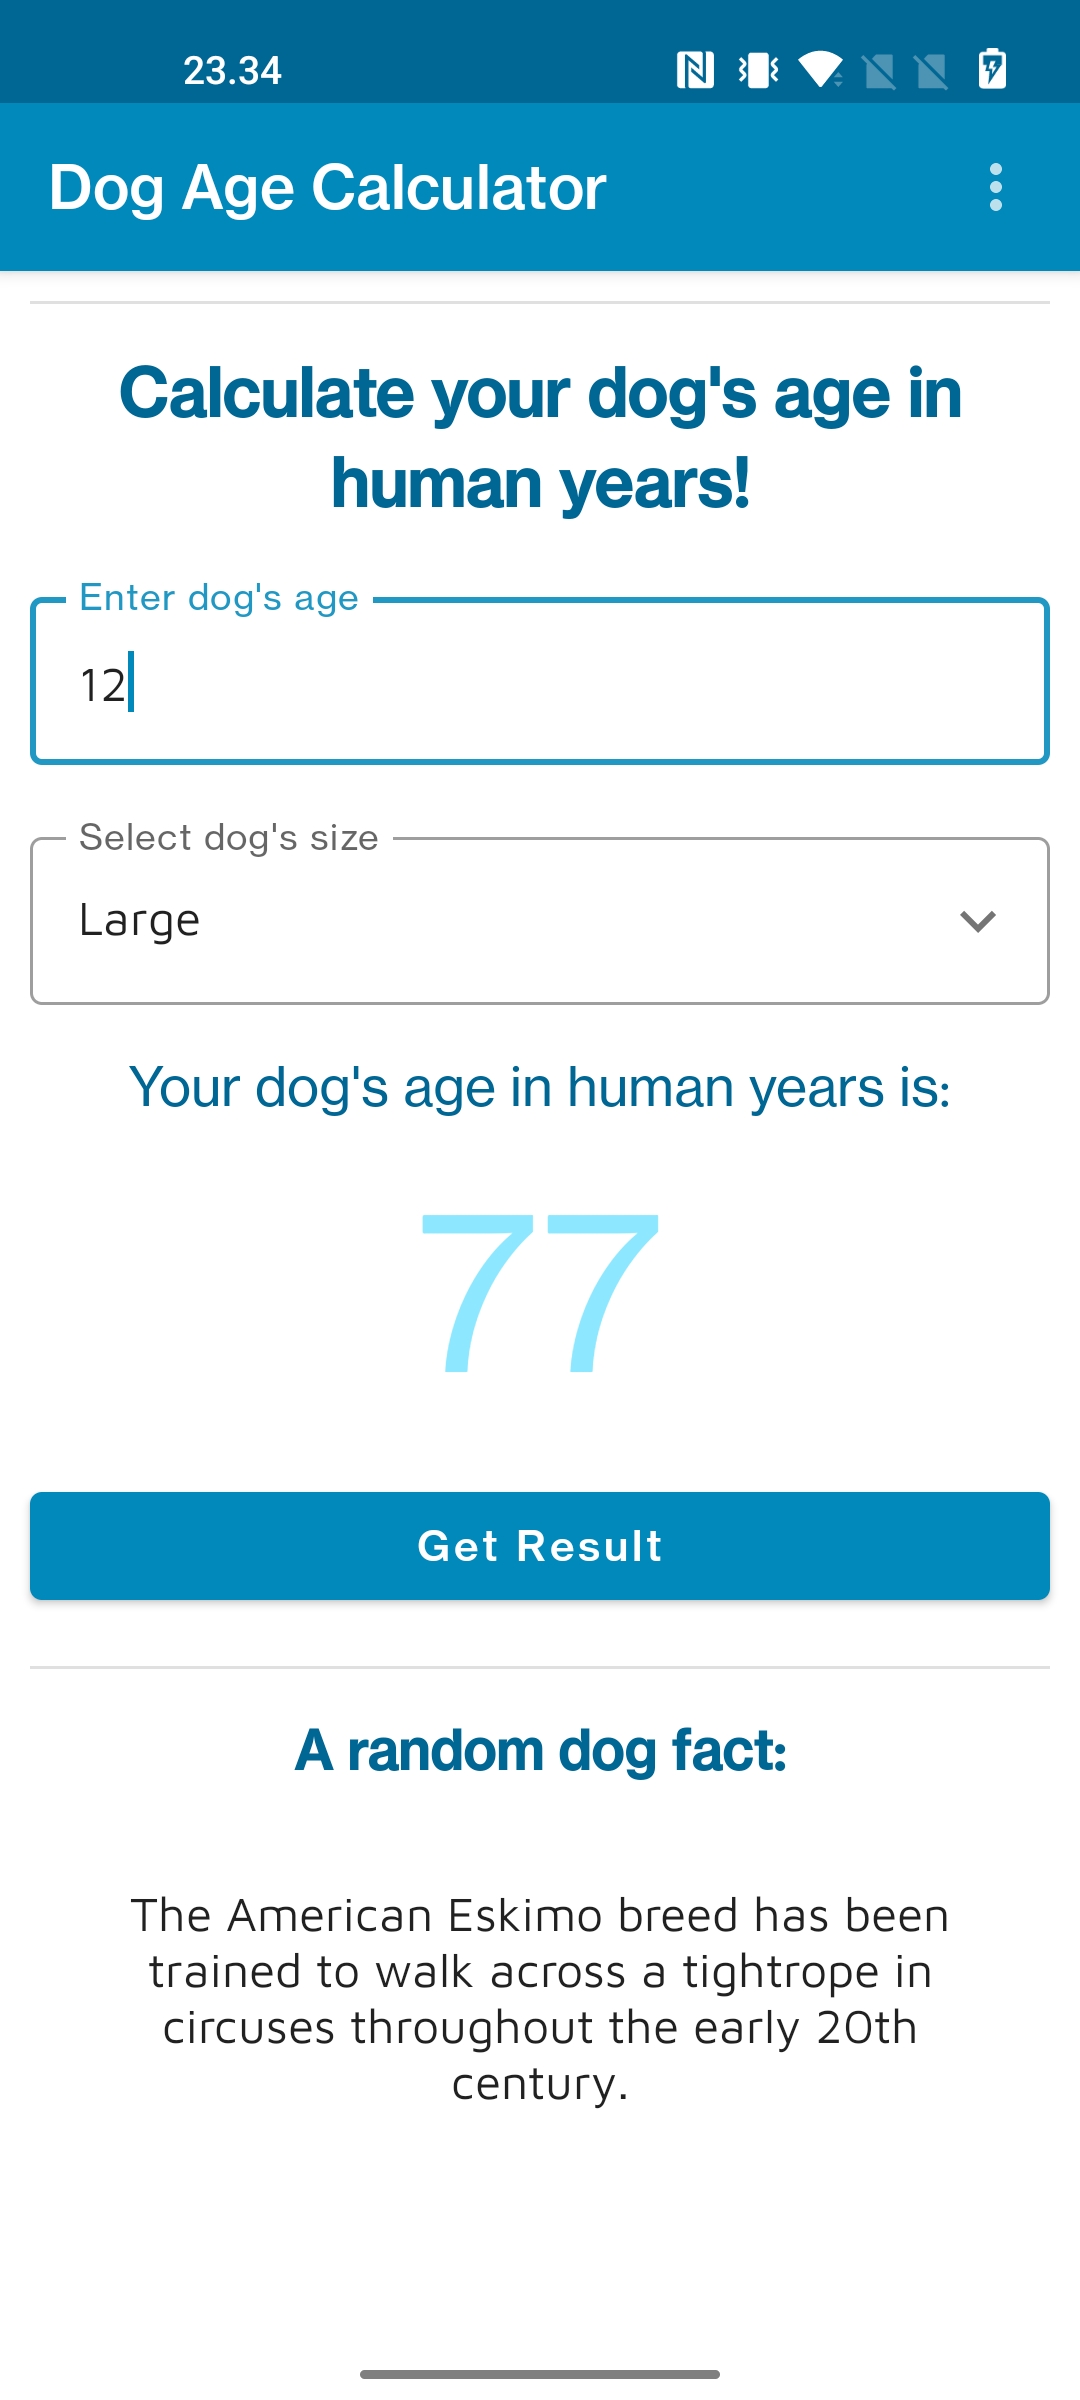 23.34
Dog Age Calculator
Calculate your dog's age in
human years!
Enter dog's age
12
Select dog's size
Large
Your dog's age in human years is:
77
Get Result
A random dog fact:
The American Eskimo breed has been
trained to walk across a tightrope in
circuses throughout the early 20th
century.